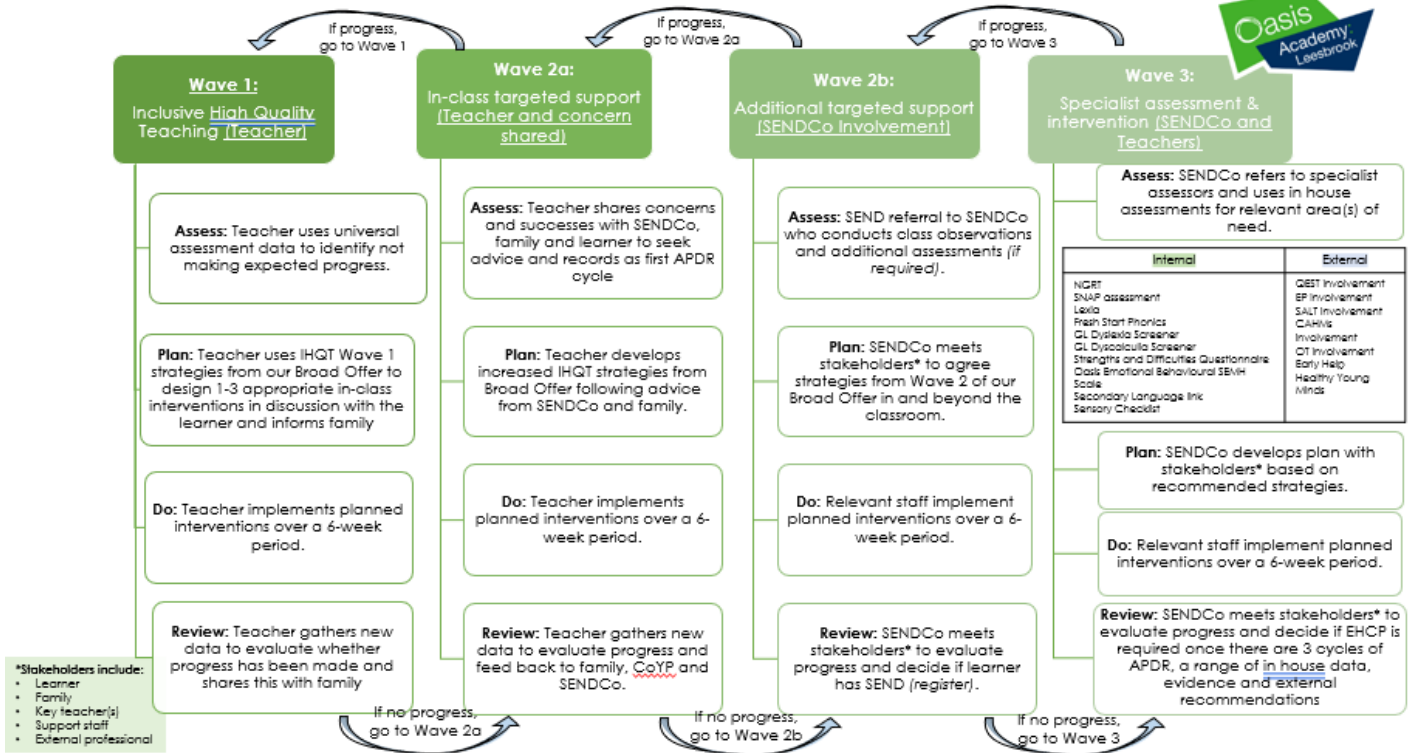 If progress,
go to Wave 1
If progress,
go to Wave 2a
If progress,
go to Wave 3
Oasis
Academy
Leesbrook
Wave 1:
Inclusive High Quality
Teaching (Teacher)
Assess: Teacher uses universal
assessment data to identify not
making expected progress.
Plan: Teacher uses IHQT Wave 1
strategies from our Broad Offer to
design 1-3 appropriate in-class
interventions in discussion with the
learner and informs family
Do: Teacher implements planned
interventions over a 6-week
period.
Review: Teacher gathers new
data to evaluate whether
progress has been made and
shares this with family
Wave 2a:
In-class targeted support
(Teacher and concern
shared)
Assess: Teacher shares concerns
and successes with SENDCo,
family and learner to seek
advice and records as first APDR
cycle
Plan: Teacher develops
increased IHQT strategies from
Broad Offer following advice
from SENDCo and family.
Do: Teacher implements
planned interventions over a 6-
week period.
Review: Teacher gathers new
data to evaluate progress and
feed back to family, CoYP and
SENDCo.
Wave 2b:
Additional targeted support
(SENDCo Involvement)
Assess: SEND referral to SENDCo
who conducts class observations
and additional assessments (if
required).
Plan: SENDCo meets
stakeholders* to agree
strategies from Wave 2 of our
Broad Offer in and beyond the
classroom.
Do: Relevant staff implement
planned interventions over a 6-
week period.
Review: SENDCo meets
stakeholders* to evaluate
progress and decide if learner
has SEND (register).
Wave 3:
Specialist assessment &
intervention (SENDCo and
Teachers)
Assess: SENDCo refers to specialist
assessors and uses in house
assessments for relevant area(s) of
need.
Internal
NGRT
SNAP assessment
Lexia
Fresh Start Phonics
GL Dyslexia Screener
GL Dyscalculia Screener
Strengths and Difficulties Questionnaire
Oasis Emotional Behavioural SEMH
Scale
Secondary Language link
Sensory Checklist
External
QEST Involvement
EP Involvement
SALT Involvement
CAHMs
Involvement
OT Involvement
Early Help
Healthy Young
Minds
Plan: SENDCo develops plan with
stakeholders* based on
recommended strategies.
Do: Relevant staff implement planned
interventions over a 6-week period.
Review: SENDCo meets stakeholders* to
evaluate progress and decide if EHCP is
required once there are 3 cycles of
APDR, a range of in house data,
evidence and external
recommendations
*Stakeholders include:
• Learner
• Family
• Key teacher(s)
• Support staff
• External professional
If no progress,
go to Wave 2a
If no progress,
go to Wave 2b
If no progress,
go to Wave 3